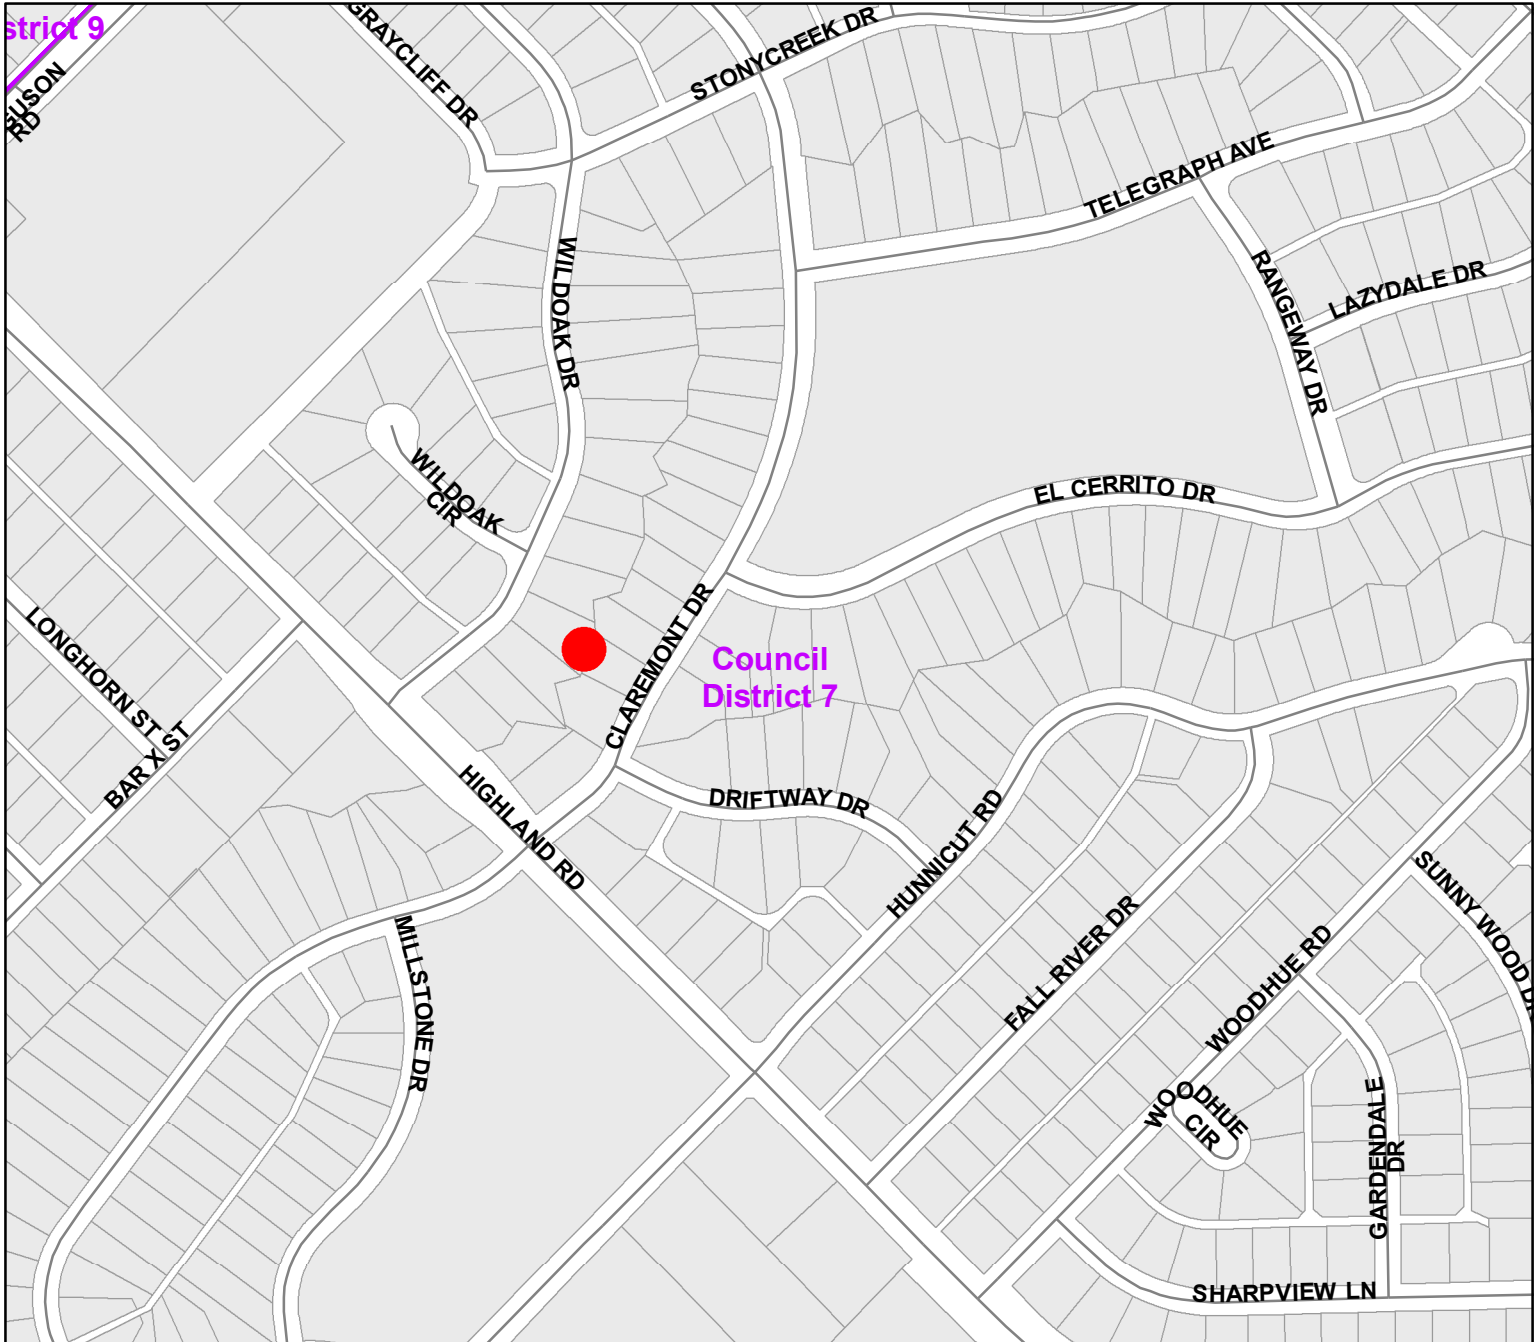 strict 9
GUSON
RD
GRAYCLIFF DR
STONYCREEK DR
TELEGRAPH AVE
WILDOAK DR
RANGEWAY DR
LAZYDALE DR
WILDOAK
CIR
EL CERRITO DR
LONGHORN ST
BAR X ST
CLAREMONT DR
Council
District 7
HIGHLAND RD
DRIFTWAY DR
HUNNICUT RD
MILLSTONE DR
FALL RIVER DR
WOODHUE RD
SUNNY WOOD DR
WOODHUE
CIR
GARDENDALE
DR
SHARPVIEW LN